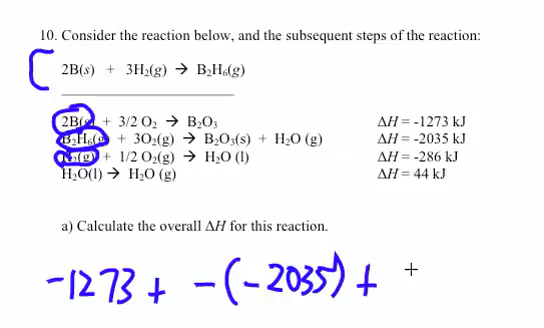 10. Consider the reaction below, and the subsequent steps of the reaction:
2B(s) + 3H₂(g) → B₂H₆(g)
2B(s) + 3/2 O₂ → B₂O₃ ΔH = -1273 kJ
B₂H₆(g) + 3O₂(g) → B₂O₃(s) + H₂O (g) ΔH = -2035 kJ
H₂(g) + 1/2 O₂(g) → H₂O (l) ΔH = -286 kJ
H₂O(l) → H₂O (g) ΔH = 44 kJ
a) Calculate the overall ΔH for this reaction.
-1273 + -(-2035) +